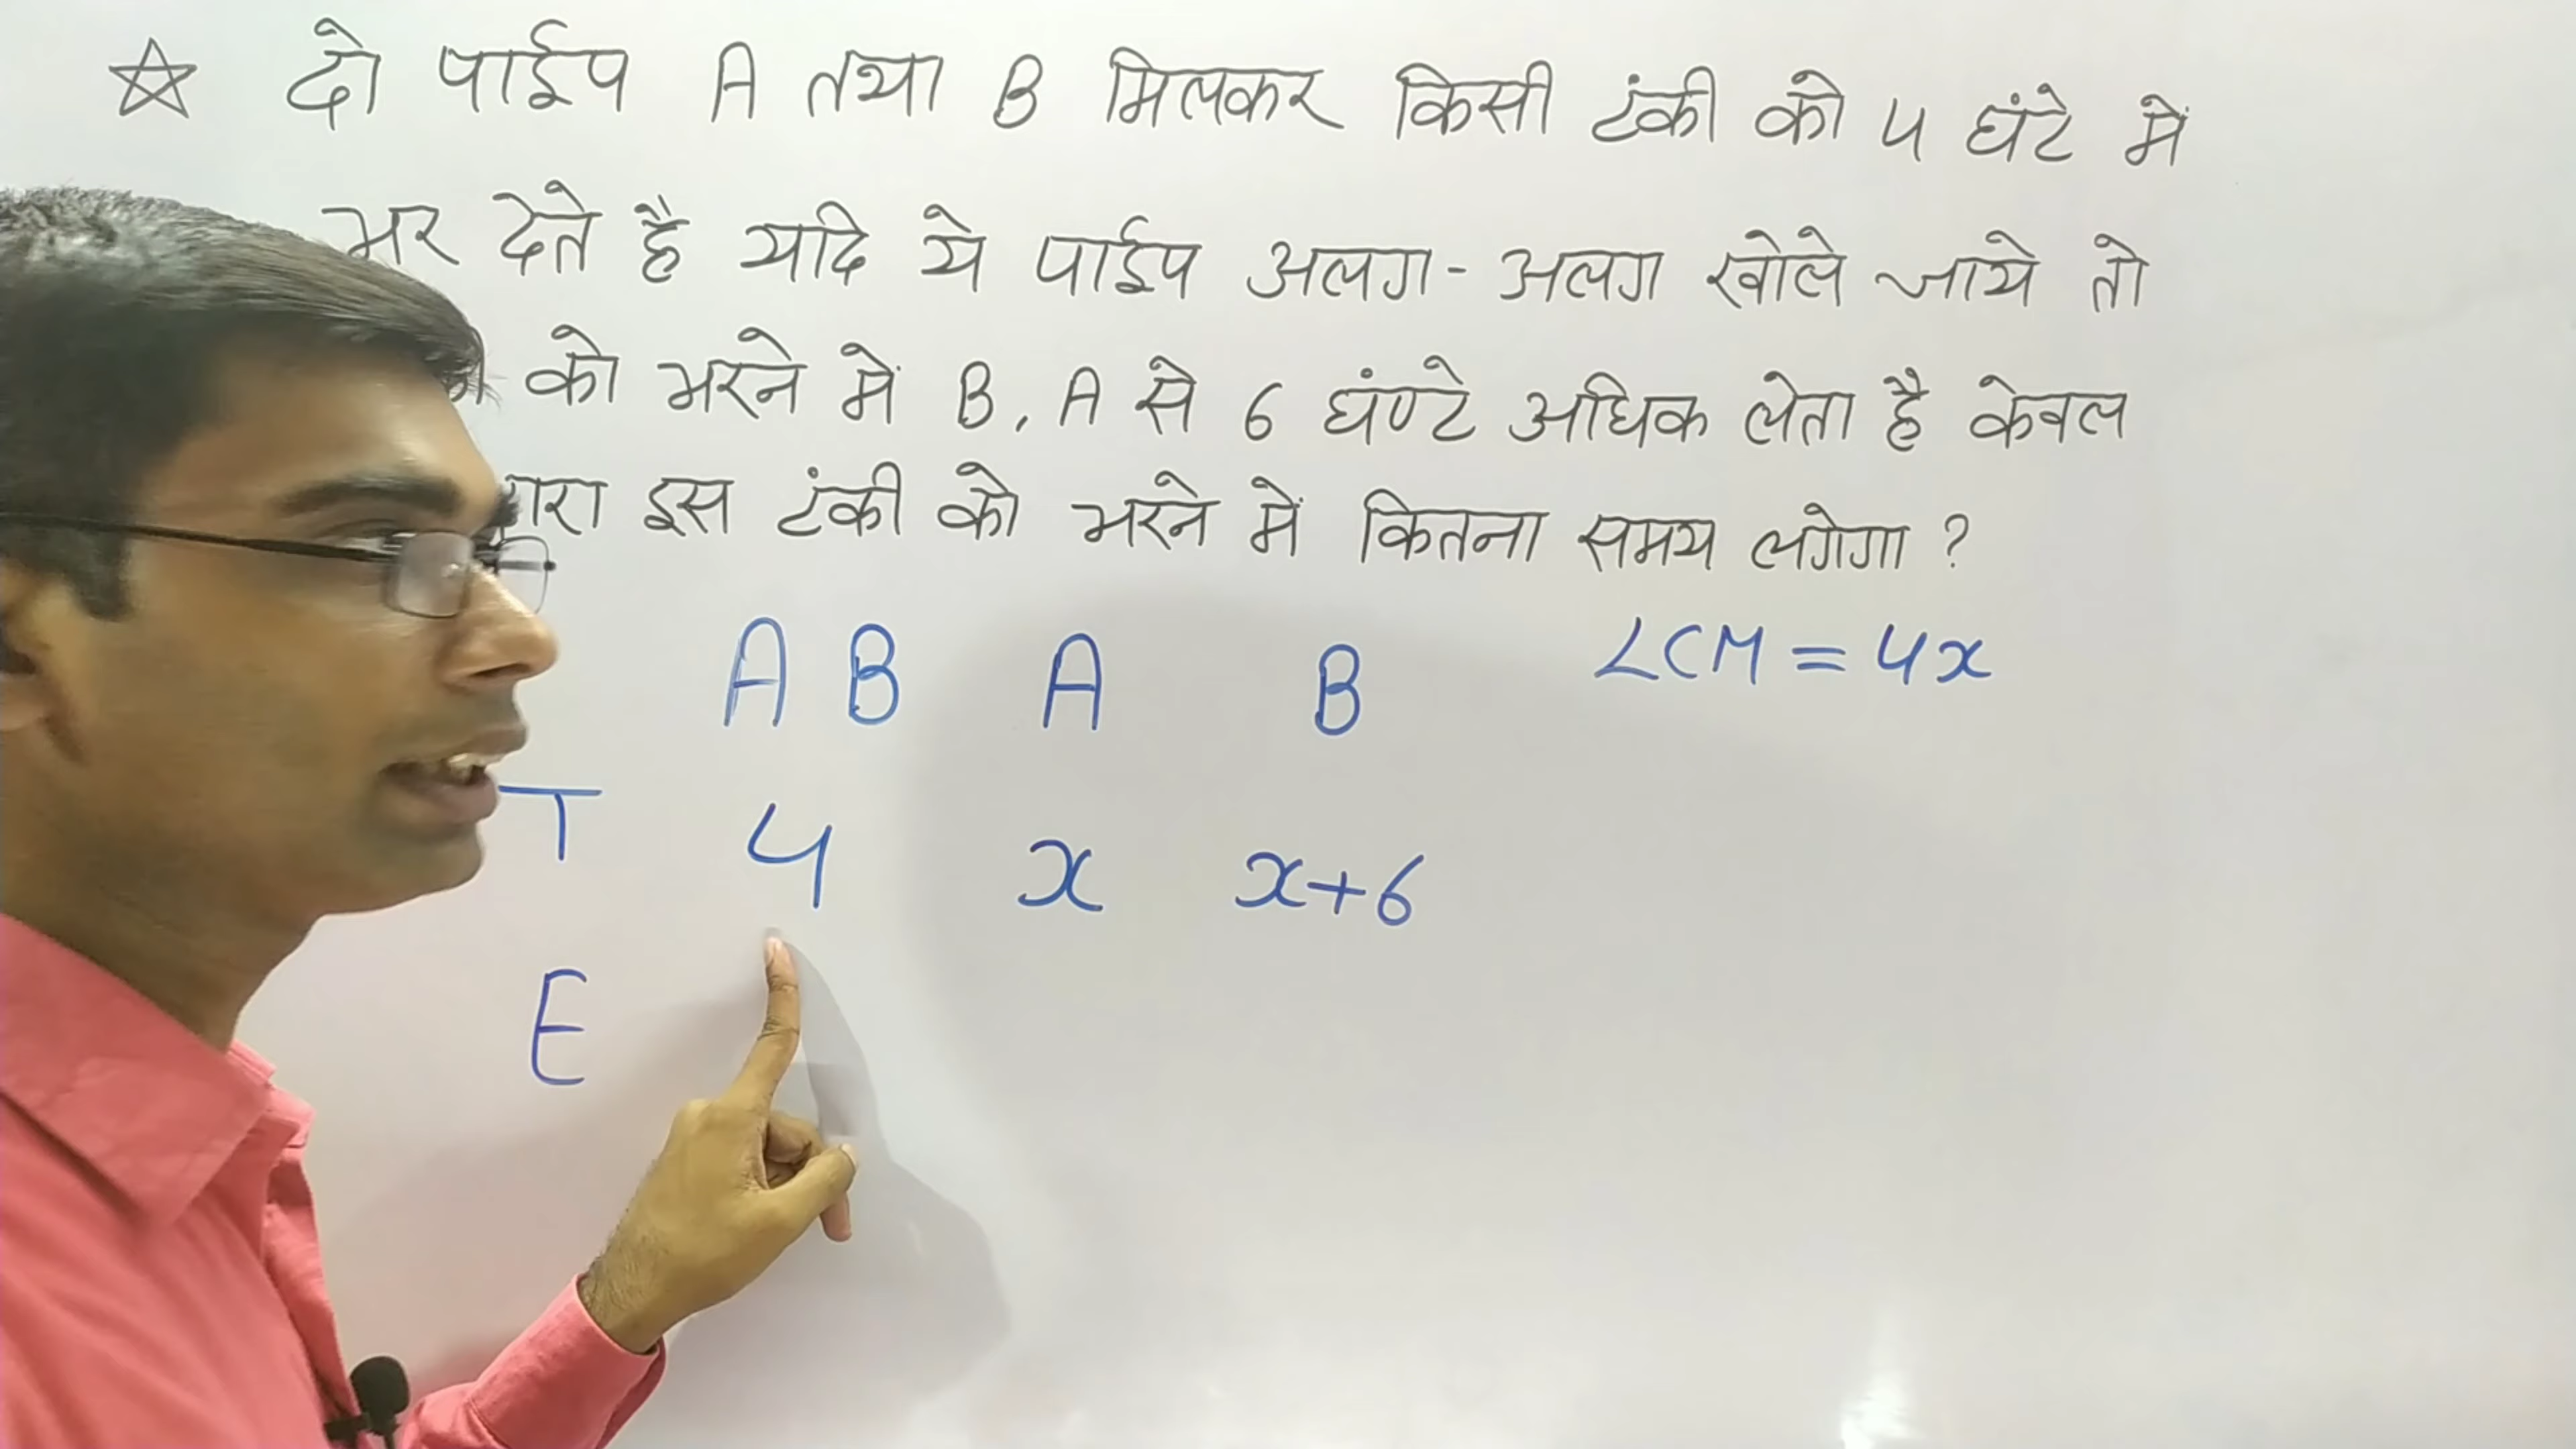 ☆ दो पाईप A तथा B मिलकर किसी टंकी को 4 घंटे में
भर देते है यदि ये पाईप अलग-अलग खोले जाये तो
को भरने में B, A से 6 घंण्टे अधिक लेता है केवल
इस टंकी को भरने में कितना समय लगेगा ?
A B A B LCM = 4x
T 4 x x+6
E